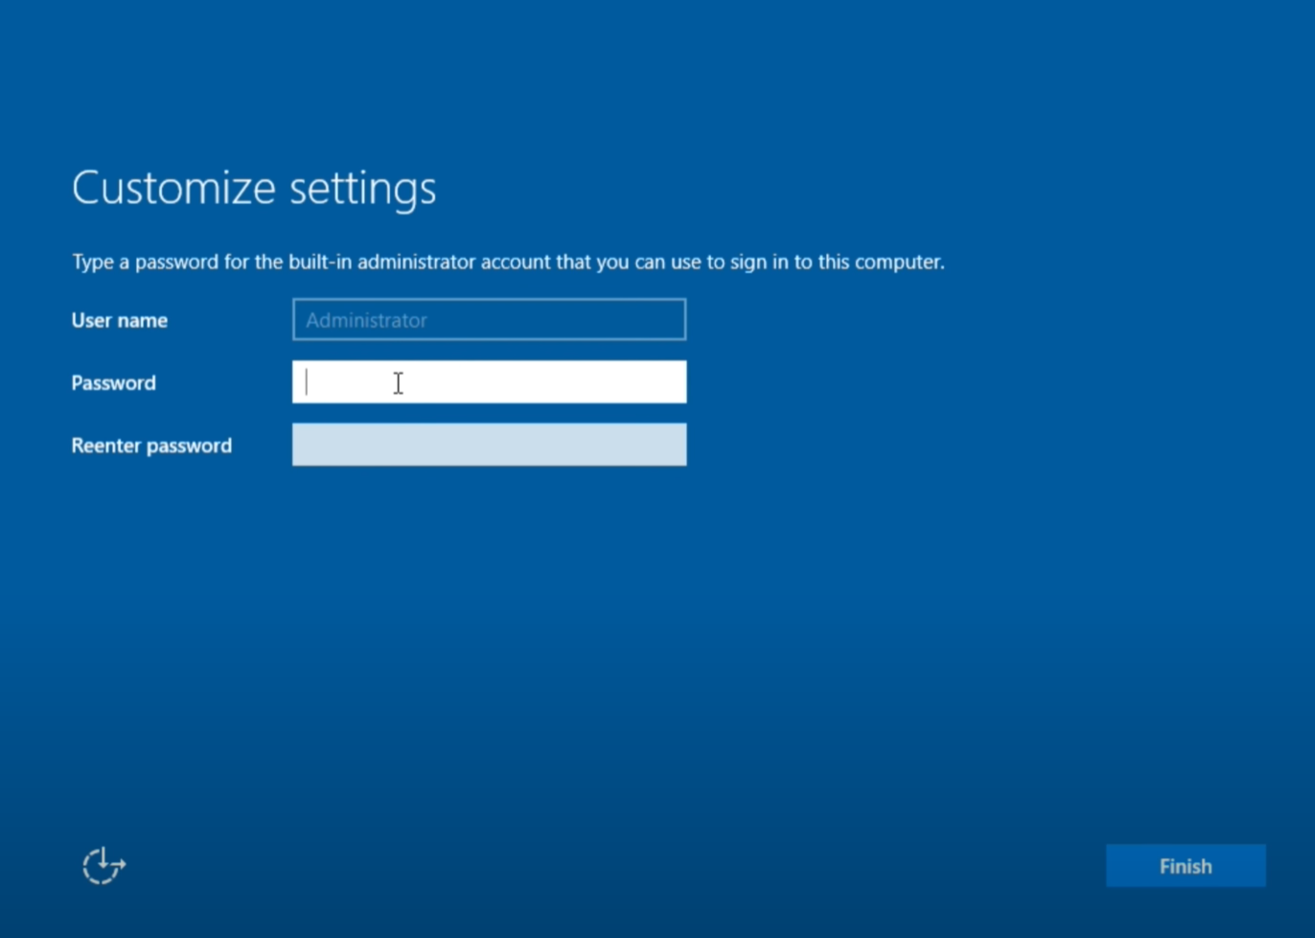 Customize settings
Type a password for the built-in administrator account that you can use to sign in to this computer.
User name
Administrator
Password
Reenter password
Finish